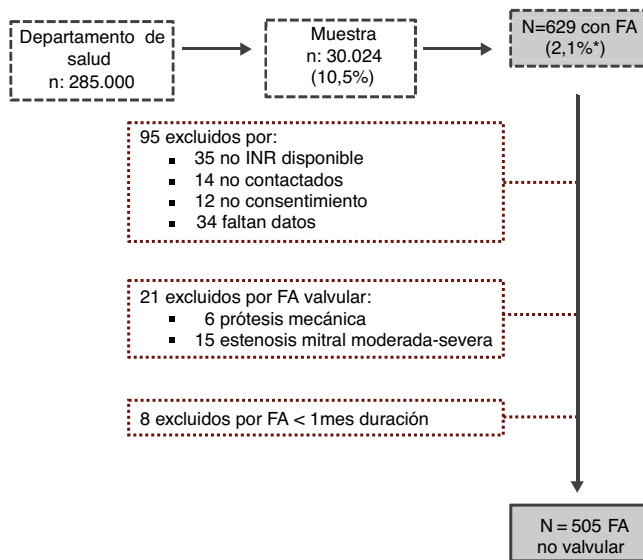 Departamento de
salud
n: 285.000
Muestra
n: 30.024
(10,5%)
N=629 con FA
(2,1%*)
95 excluidos por:
▪ 35 no INR disponible
▪ 14 no contactados
▪ 12 no consentimiento
▪ 34 faltan datos
21 excluidos por FA valvular:
▪ 6 prótesis mecánica
▪ 15 estenosis mitral moderada-severa
8 excluidos por FA < 1mes duración
N = 505 FA
no valvular